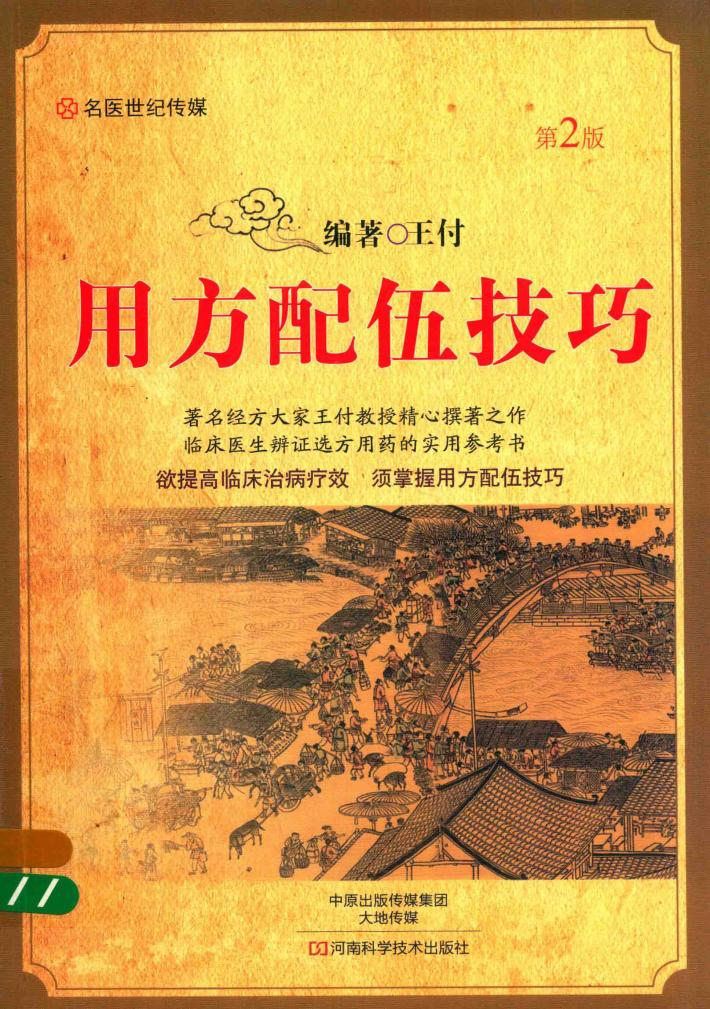 名医世纪传媒
第2版
编著○王付
用方配伍技巧
著名经方大家王付教授精心撰著之作
临床医生辨证选方用药的实用参考书
欲提高临床治病疗效 须掌握用方配伍技巧
中原出版传媒集团
大地传媒
河南科学技术出版社
11